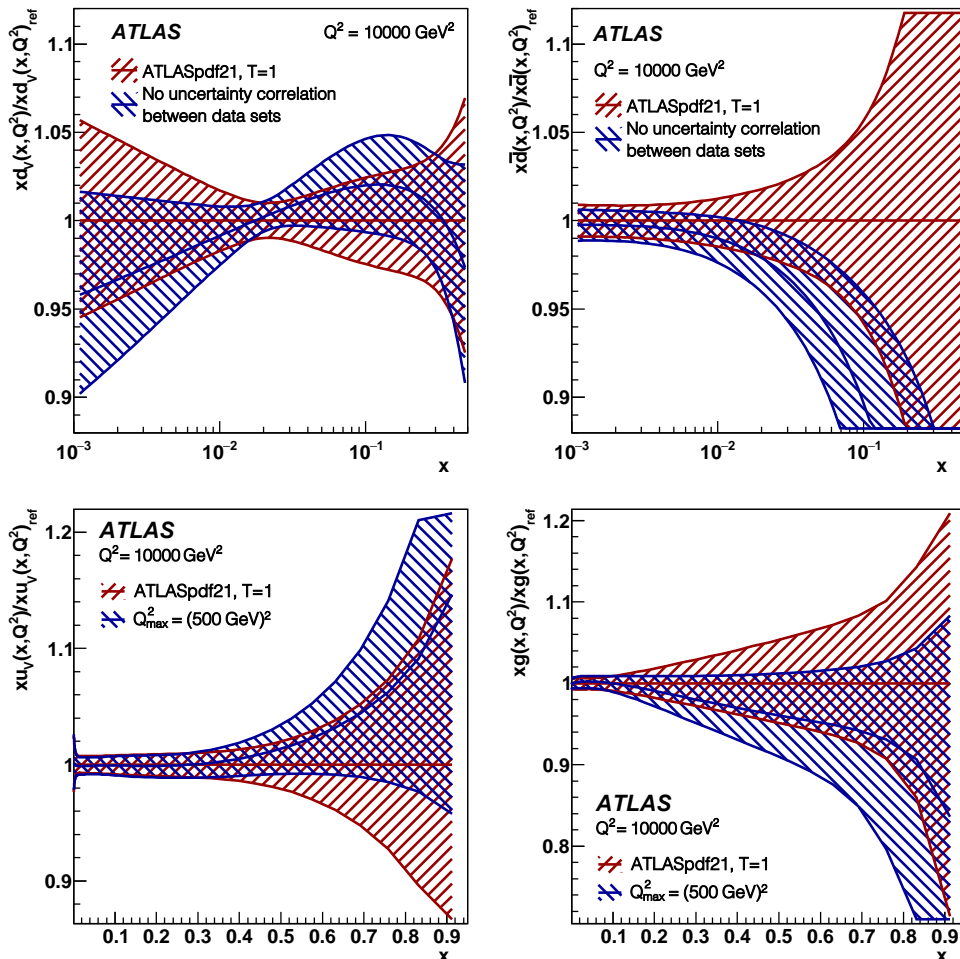 xd_V(x,Q²)/xd_V(x,Q²)_ref
ATLAS
Q² = 10000 GeV²
ATLASpdf21, T=1
No uncertainty correlation
between data sets
1.1
1.05
1
0.95
0.9
10⁻³
10⁻²
10⁻¹
x
xd̅(x,Q²)/xd̅(x,Q²)_ref
ATLAS
Q² = 10000 GeV²
ATLASpdf21, T=1
No uncertainty correlation
between data sets
1.1
1.05
1
0.95
0.9
10⁻³
10⁻²
10⁻¹
x
xu_V(x,Q²)/xu_V(x,Q²)_ref
ATLAS
Q² = 10000 GeV²
ATLASpdf21, T=1
Q²_max = (500 GeV)²
1.2
1.1
1
0.9
0.1 0.2 0.3 0.4 0.5 0.6 0.7 0.8 0.9
x
xg(x,Q²)/xg(x,Q²)_ref
1.2
1.1
1
0.9
0.8
ATLAS
Q² = 10000 GeV²
ATLASpdf21, T=1
Q²_max = (500 GeV)²
0.1 0.2 0.3 0.4 0.5 0.6 0.7 0.8 0.9
x